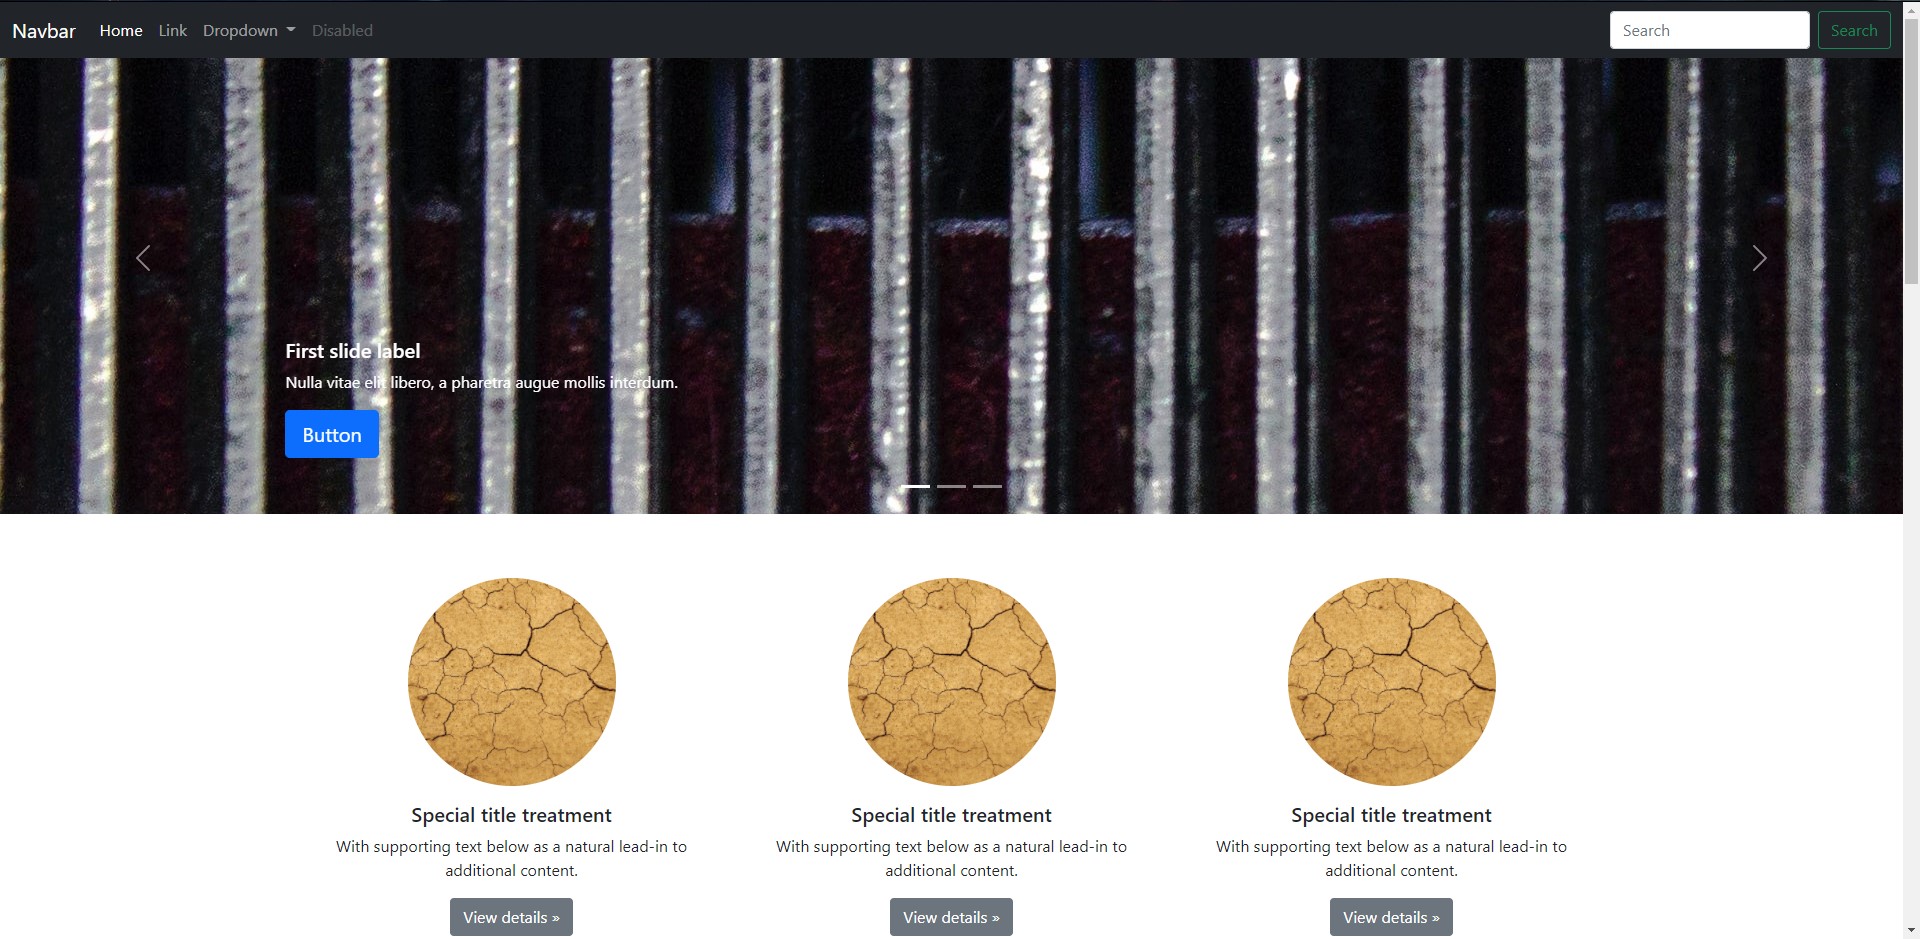 Navbar Home Link Dropdown Disabled Search Search
First slide label
Nulla vitae elit libero, a pharetra augue mollis interdum.
Button
Special title treatment
With supporting text below as a natural lead-in to
additional content.
View details »
Special title treatment
With supporting text below as a natural lead-in to
additional content.
View details »
Special title treatment
With supporting text below as a natural lead-in to
additional content.
View details »